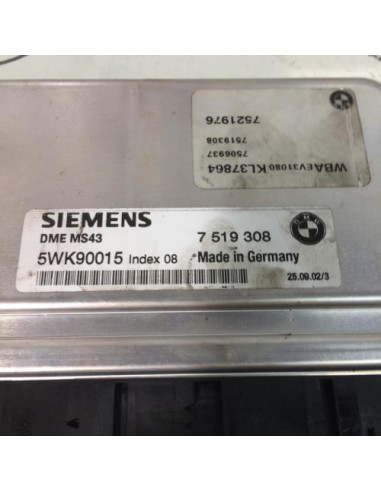 7521976
7519308
7506937
WBAEV31080KL37864
SIEMENS
DME MS43
7 519 308
5WK90015 Index 08
Made in Germany
25.09.02/3